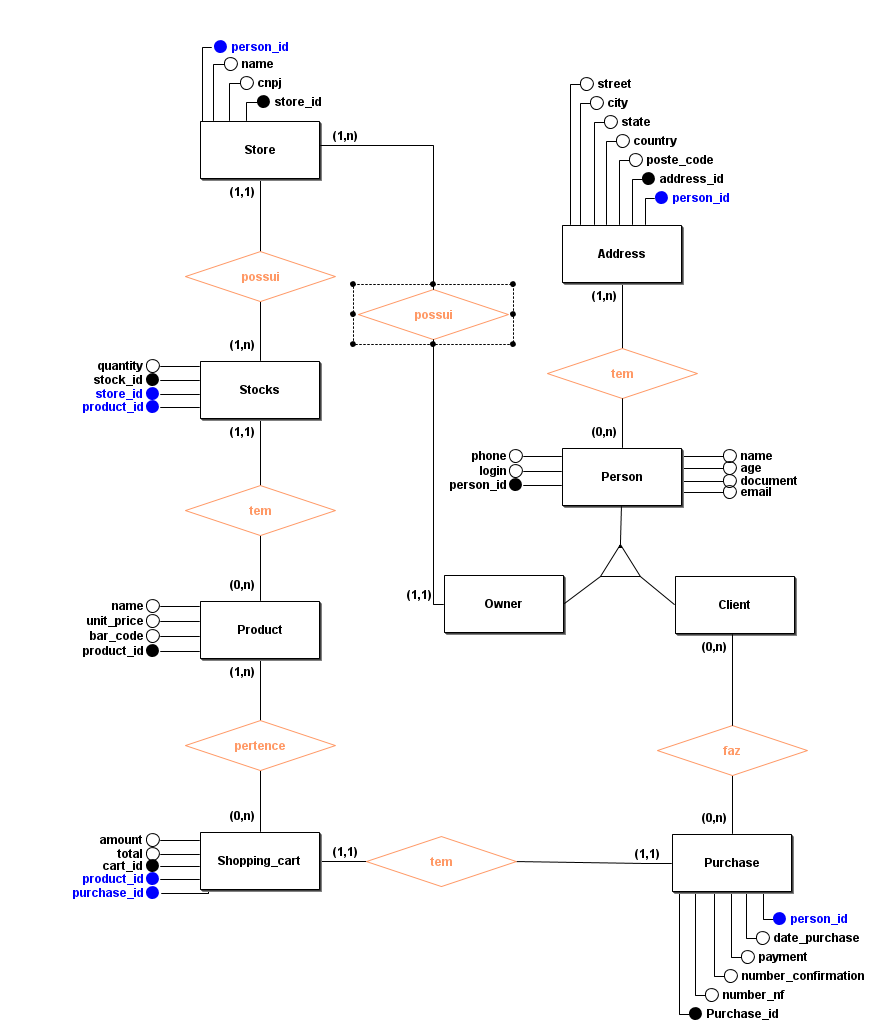 person_id
name
cnpj
store_id
Store
(1,n)
(1,1)
possui
(1,n)
quantity
stock_id
store_id
product_id
Stocks
(1,1)
tem
(0,n)
name
unit_price
bar_code
product_id
Product
(1,n)
pertence
(0,n)
amount
total
cart_id
product_id
purchase_id
Shopping_cart
(1,1)
tem
(1,1)
possui
(1,1)
street
city
state
country
poste_code
address_id
person_id
Address
(1,n)
tem
(0,n)
phone
login
person_id
Person
name
age
document
email
Owner
Client
(0,n)
faz
(0,n)
Purchase
person_id
date_purchase
payment
number_confirmation
number_nf
Purchase_id